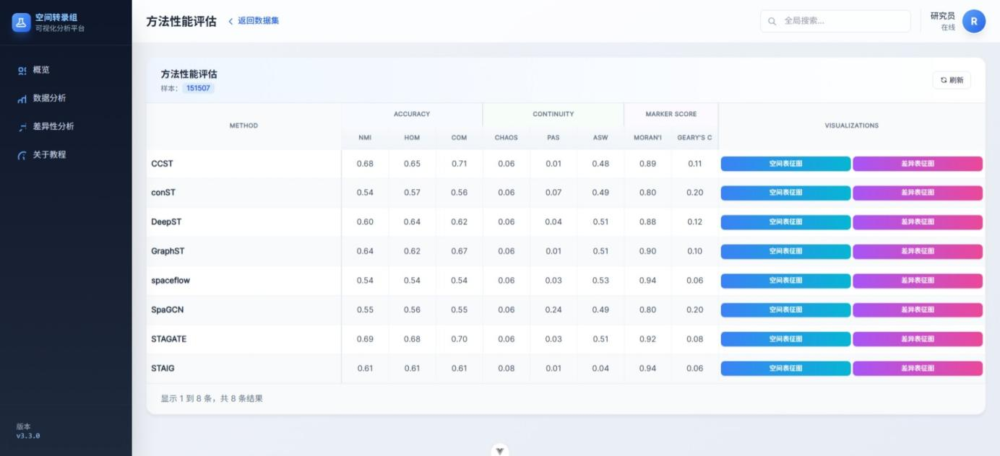 空间转录组
可视化分析平台
概览
数据分析
差异性分析
关于教程
版本
v3.3.0
方法性能评估 返回数据集
全局搜索...
研究员
在线
R
方法性能评估
样本: 151507
刷新
METHOD ACCURACY CONTINUITY MARKER SCORE VISUALIZATIONS
NMI HOM COM CHAOS PAS ASW MORAN'I GEARY'S C
CCST 0.68 0.65 0.71 0.06 0.01 0.48 0.89 0.11 空间表征图 差异表征图
conST 0.54 0.57 0.56 0.06 0.07 0.49 0.80 0.20 空间表征图 差异表征图
DeepST 0.60 0.64 0.62 0.06 0.04 0.51 0.88 0.12 空间表征图 差异表征图
GraphST 0.64 0.62 0.67 0.06 0.01 0.51 0.90 0.10 空间表征图 差异表征图
spaceflow 0.54 0.54 0.54 0.06 0.03 0.53 0.94 0.06 空间表征图 差异表征图
SpaGCN 0.55 0.56 0.55 0.06 0.24 0.49 0.80 0.20 空间表征图 差异表征图
STAGATE 0.69 0.68 0.70 0.06 0.03 0.51 0.92 0.08 空间表征图 差异表征图
STAIG 0.61 0.61 0.61 0.08 0.01 0.04 0.94 0.06 空间表征图 差异表征图
显示 1 到 8 条，共 8 条结果